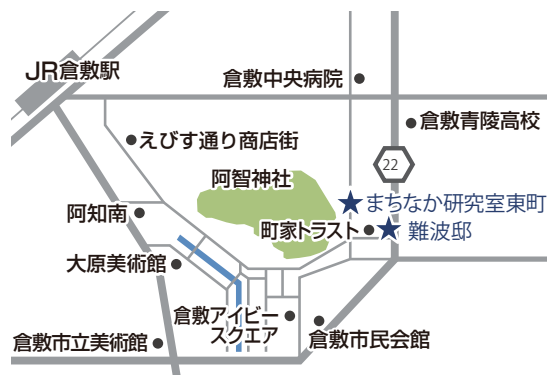 JR倉敷駅
倉敷中央病院
倉敷青陵高校
えびす通り商店街
22
阿智神社
まちなか研究室東町
阿知南
町家トラスト
難波邸
大原美術館
倉敷アイビー
スクエア
倉敷市立美術館
倉敷市民会館